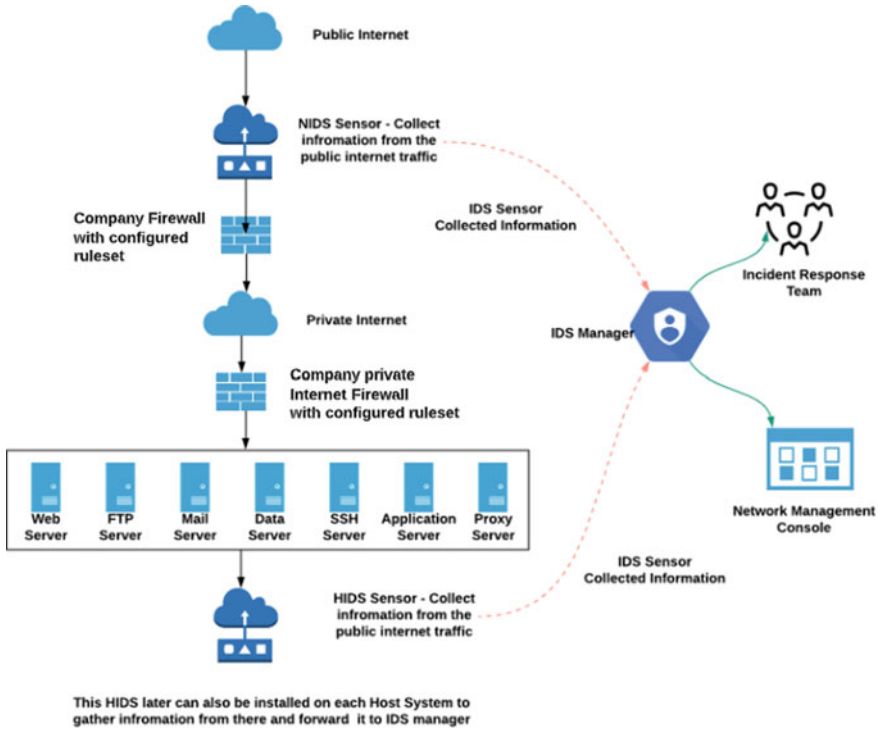 Public Internet
NIDS Sensor - Collect
infromation from the
public internet traffic
IDS Sensor
Collected Information
Company Firewall
with configured
ruleset
Incident Response
Team
Private Internet
IDS Manager
Company private
Internet Firewall
with configured ruleset
Web
Server
FTP
Server
Mail
Server
Data
Server
SSH
Server
Application
Server
Proxy
Server
Network Management
Console
IDS Sensor
Collected Information
HIDS Sensor - Collect
infromation from the
public internet traffic
This HIDS later can also be installed on each Host System to
gather infromation from there and forward it to IDS manager